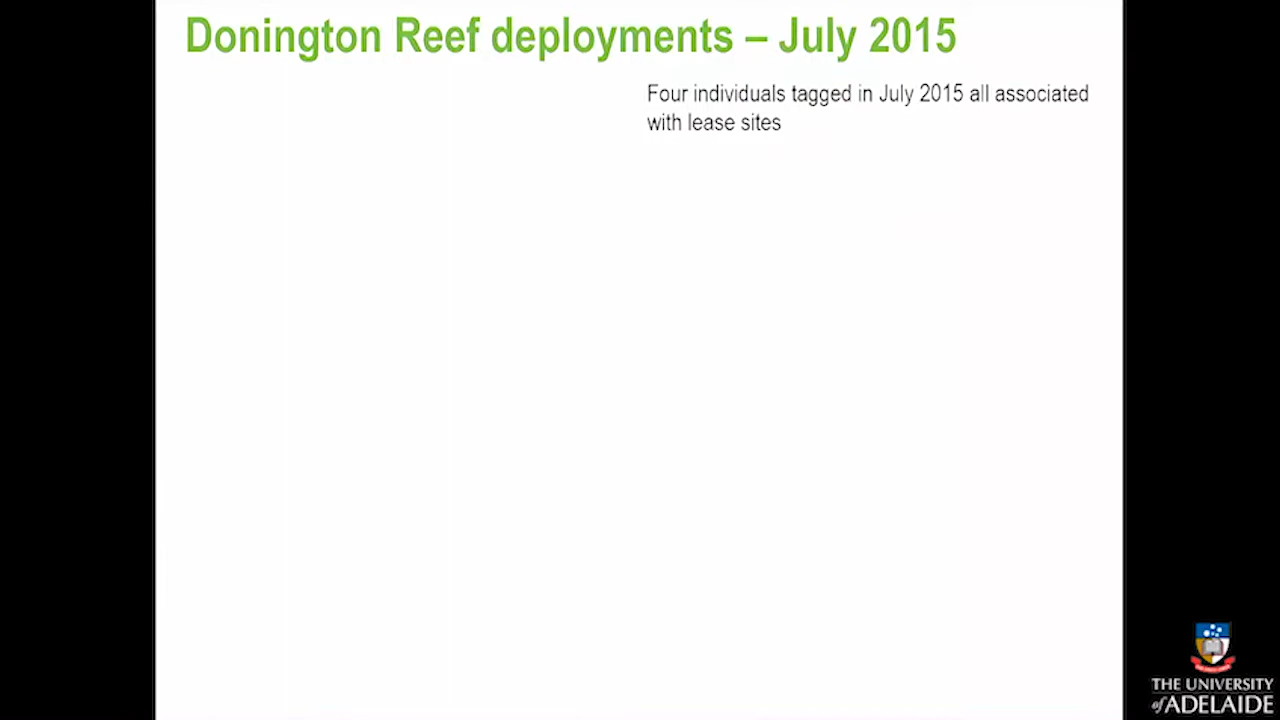 Donington Reef deployments – July 2015
Four individuals tagged in July 2015 all associated
with lease sites
THE UNIVERSITY
of ADELAIDE